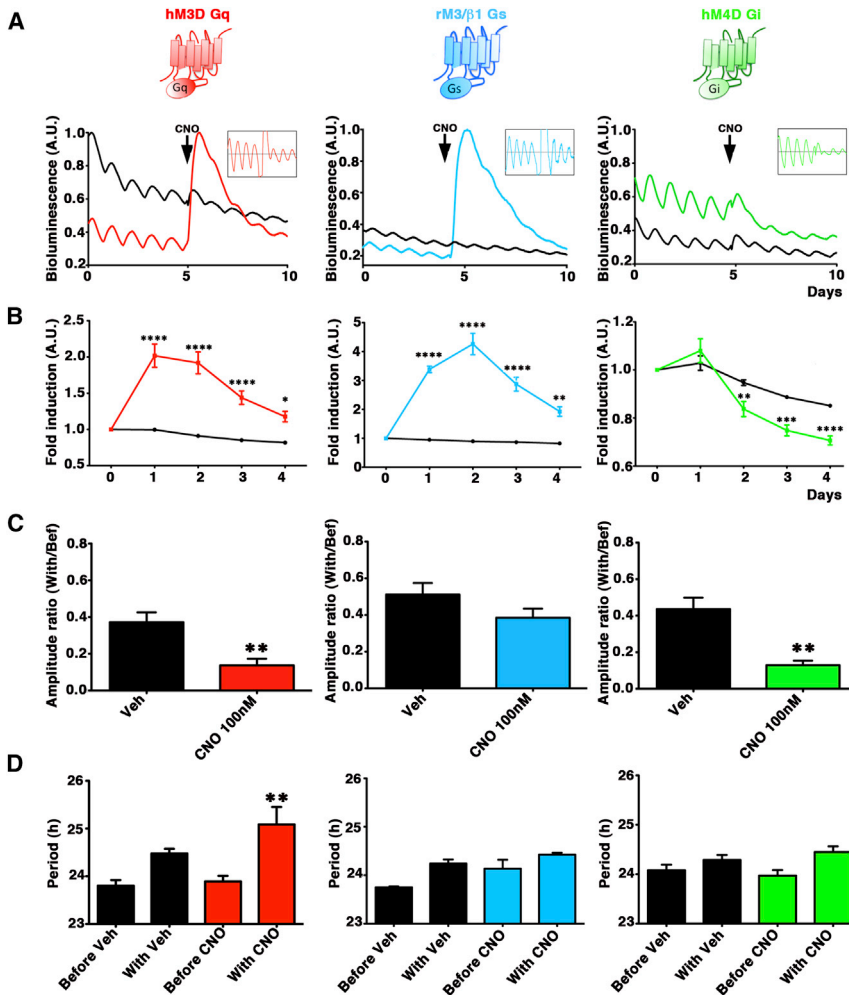 A
hM3D Gq
rM3/β1 Gs
hM4D Gi
Gq
Gs
Gi
Bioluminescence (A.U.)
1.0
0.8
0.6
0.4
0.2
CNO
0
5
10
Bioluminescence (A.U.)
1.0
0.8
0.6
0.4
0.2
CNO
0
5
10
Bioluminescence (A.U.)
1.0
0.8
0.6
0.4
0.2
CNO
0
5
10
Days
B
Fold induction (A.U.)
2.5
2.0
1.5
1.0
0.5
****
****
****
*
0
1
2
3
4
Fold induction (A.U.)
5
4
3
2
1
0
****
****
****
**
0
1
2
3
4
Fold induction (A.U.)
1.2
1.0
0.8
0.6
**
***
****
0
1
2
3
4
Days
C
Amplitude ratio (With/Bef)
0.8
0.6
0.4
0.2
0.0
**
Veh
CNO 100nM
Amplitude ratio (With/Bef)
0.8
0.6
0.4
0.2
0.0
Veh
CNO 100nM
Amplitude ratio (With/Bef)
0.8
0.6
0.4
0.2
0.0
**
Veh
CNO 100nM
D
Period (h)
26
25
24
23
**
Before Veh
With Veh
Before CNO
With CNO
Period (h)
26
25
24
23
Before Veh
With Veh
Before CNO
With CNO
Period (h)
26
25
24
23
Before Veh
With Veh
Before CNO
With CNO